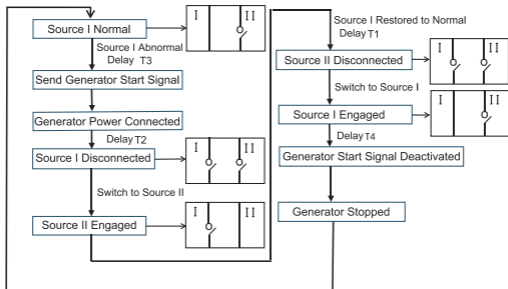 Source I Normal
I II
Source I Abnormal
Delay T3
Send Generator Start Signal
Generator Power Connected
Delay T2
Source I Disconnected
I II
Switch to Source II
Source II Engaged
I II
Source I Restored to Normal
Delay T1
Source II Disconnected
I II
Switch to Source I
Source I Engaged
I II
Delay T4
Generator Start Signal Deactivated
Generator Stopped